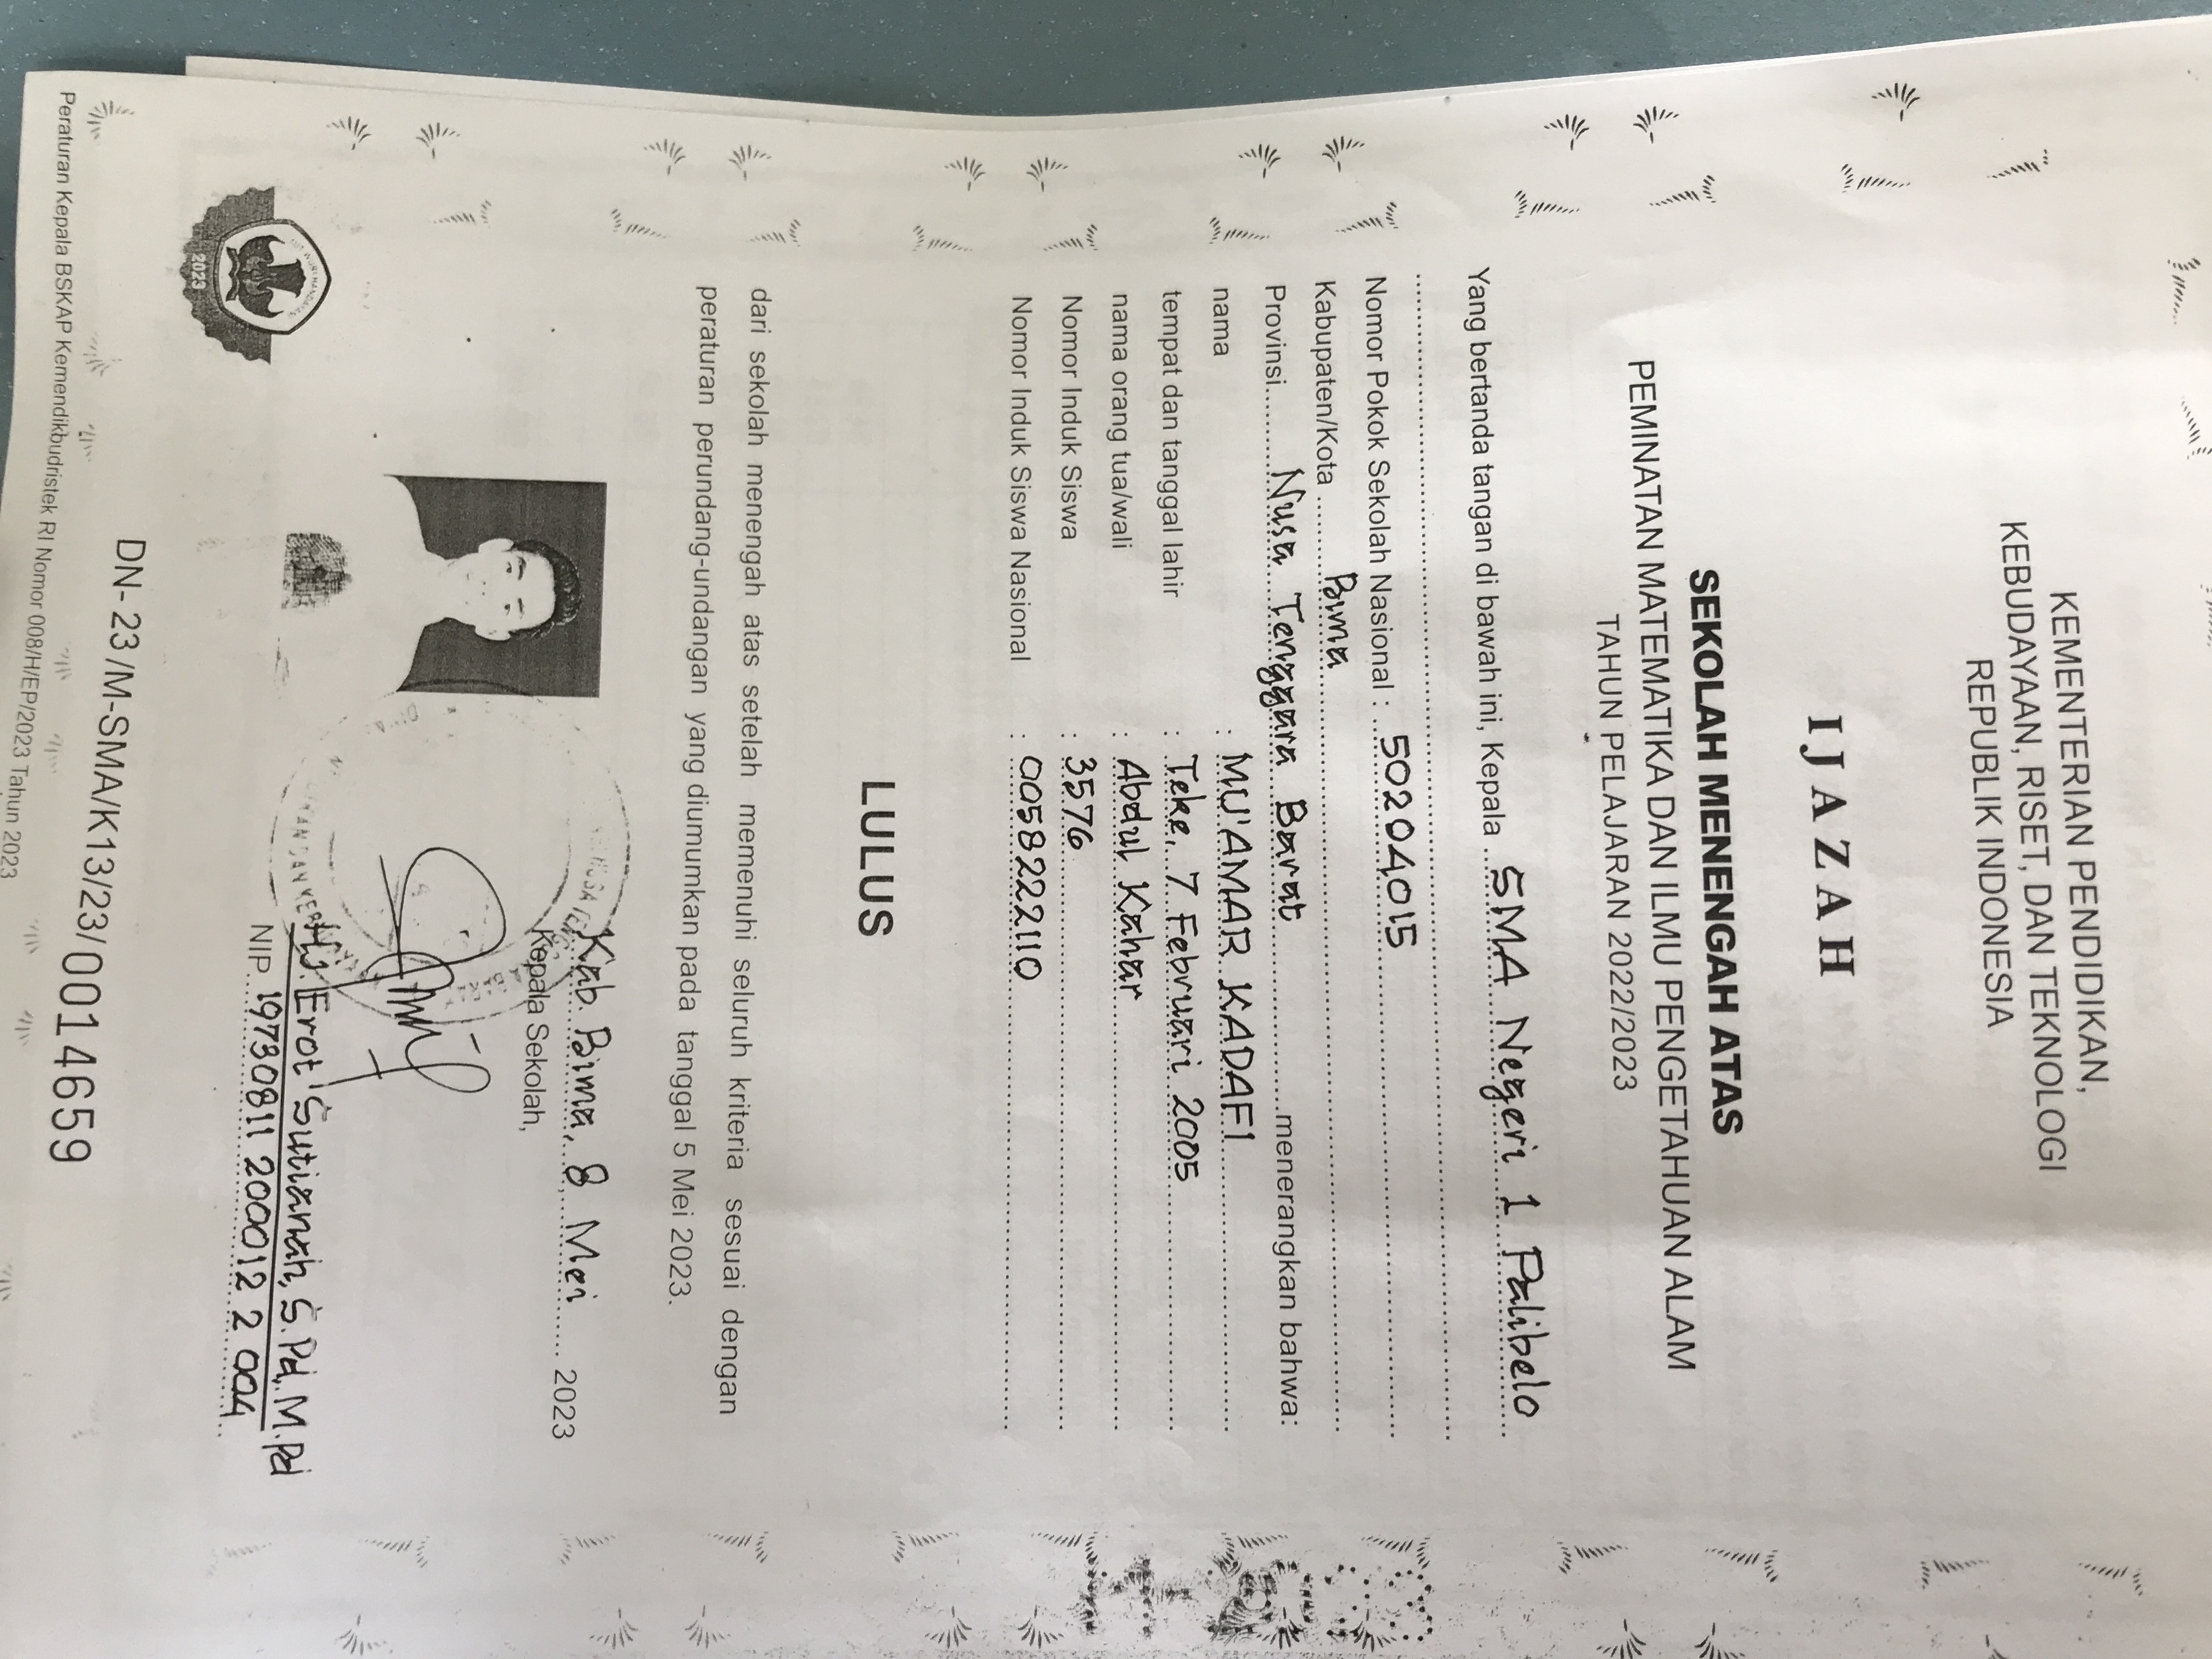 KEMENTERIAN PENDIDIKAN,
KEBUDAYAAN, RISET, DAN TEKNOLOGI
REPUBLIK INDONESIA
IJAZAH
SEKOLAH MENENGAH ATAS
PEMINATAN MATEMATIKA DAN ILMU PENGETAHUAN ALAM
TAHUN PELAJARAN 2022/2023
Yang bertanda tangan di bawah ini, Kepala SMA Negeri 1 Palibelo
Nomor Pokok Sekolah Nasional : 50204015
Kabupaten/Kota Bima
Provinsi Nusa Tenggara Barat menerangkan bahwa:
nama : MU'AMAR KADAFI
tempat dan tanggal lahir : Teke, 7 Februari 2005
nama orang tua/wali : Abdul Kahar
Nomor Induk Siswa : 3576
Nomor Induk Siswa Nasional : 0058222110
LULUS
dari sekolah menengah atas setelah memenuhi seluruh kriteria sesuai dengan
peraturan perundang-undangan yang diumumkan pada tanggal 5 Mei 2023.
Kab. Bima, 8 Mei 2023
Kepala Sekolah,
Hj. Erot Sutianah, S.Pd, M.Pd
NIP 19730811 200012 2 004
2023
DN-23/M-SMA/K13/23/0014659
Peraturan Kepala BSKAP Kemendikbudristek RI Nomor 008/H/EP/2023 Tahun 2023